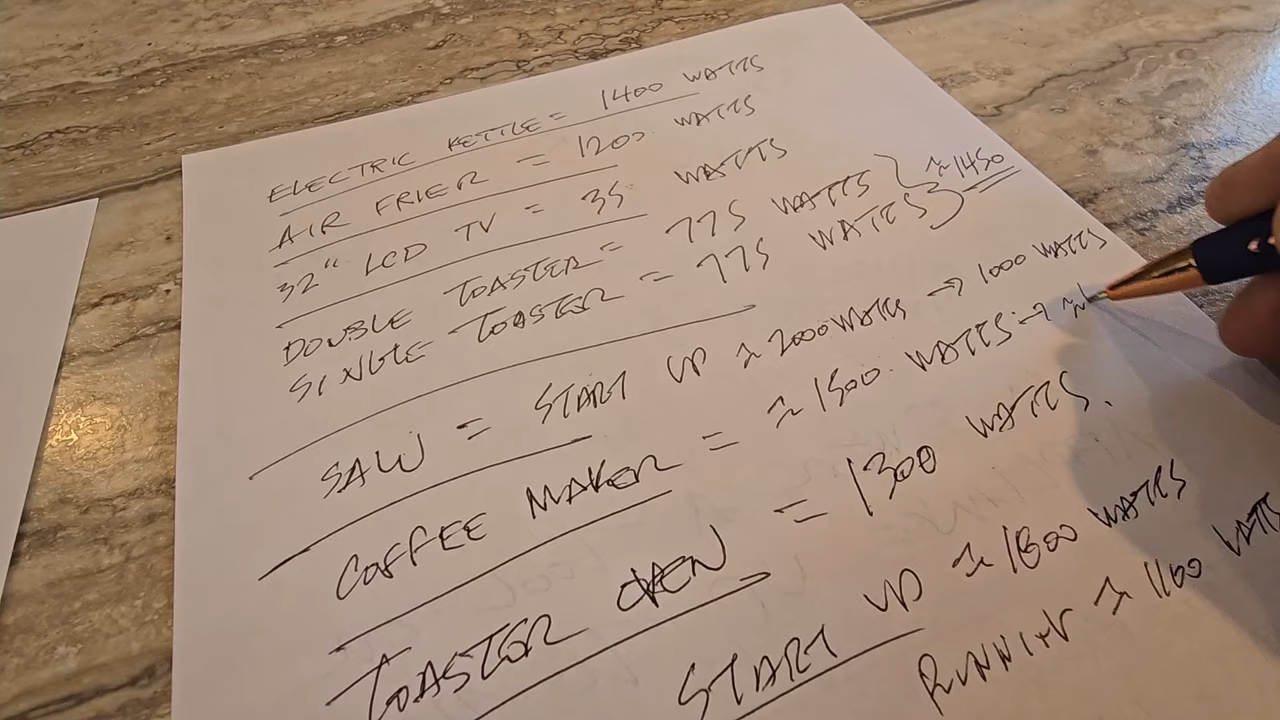 ELECTRIC KETTLE = 1400 WATTS
AIR FRIER = 1200 WATTS
32" LCD TV = 35 WATTS
DOUBLE TOASTER = 775 WATTS
SINGLE TOASTER = 775 WATTS } ≈1450
SAW = START UP ≈ 2000 WATTS → 1000 WATTS
COFFEE MAKER = ≈ 1500 WATTS → ≈
TOASTER OVEN = 1300 WATTS.
START UP ≈ 1800 WATTS
RUNNING ≈ 1100 WATT